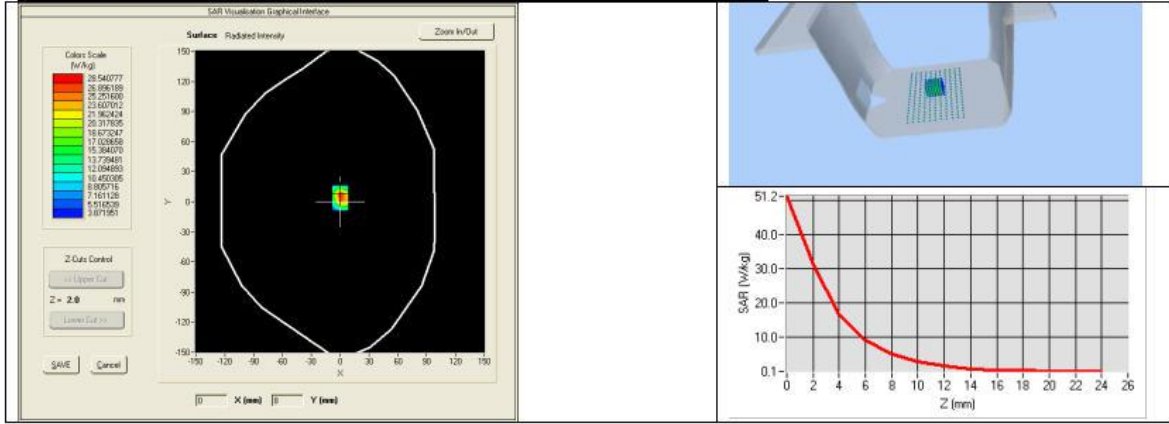 SAR Visualisation Graphical Interface
Surface Radiated Intensity
Zoom In/Out
Colors Scale
(W/kg)
28.540777
26.896189
25.251600
23.607012
21.962424
20.317835
18.673247
17.028658
15.384070
13.739481
12.094893
10.450305
8.805716
7.161128
5.516539
3.871951
Z-Cuts Control
<< Upper Cut
Z = 2.0 mm
Lower Cut >>
SAVE Cancel
150
120
90
60
30
0
-30
-60
-90
-120
-150
Y
-150 -120 -90 -60 -30 0 30 60 90 120 150
X
0 X (mm) 0 Y (mm)
51.2
40.0
30.0
20.0
10.0
0.1
SAR (W/kg)
0 2 4 6 8 10 12 14 16 18 20 22 24 26
Z (mm)